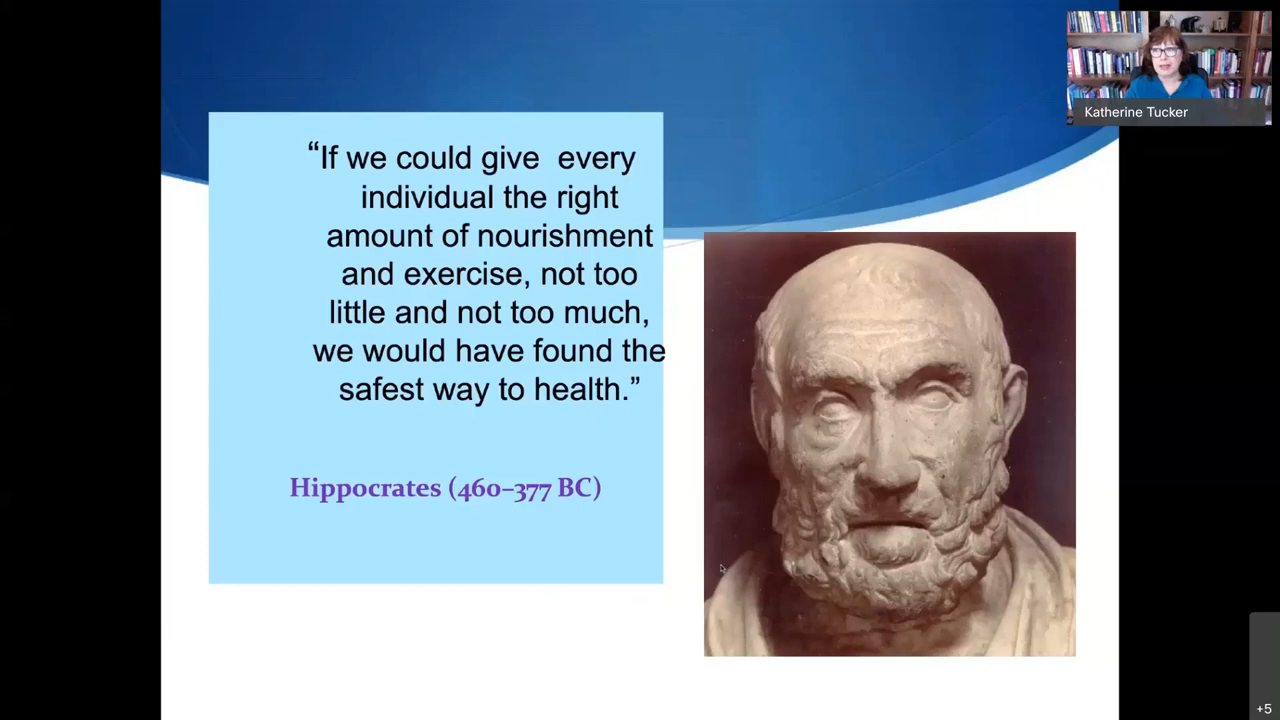 “If we could give  every
individual the right
amount of nourishment
and exercise, not too
little and not too much,
we would have found the
safest way to health.”
Hippocrates (460–377 BC)
Katherine Tucker
+5